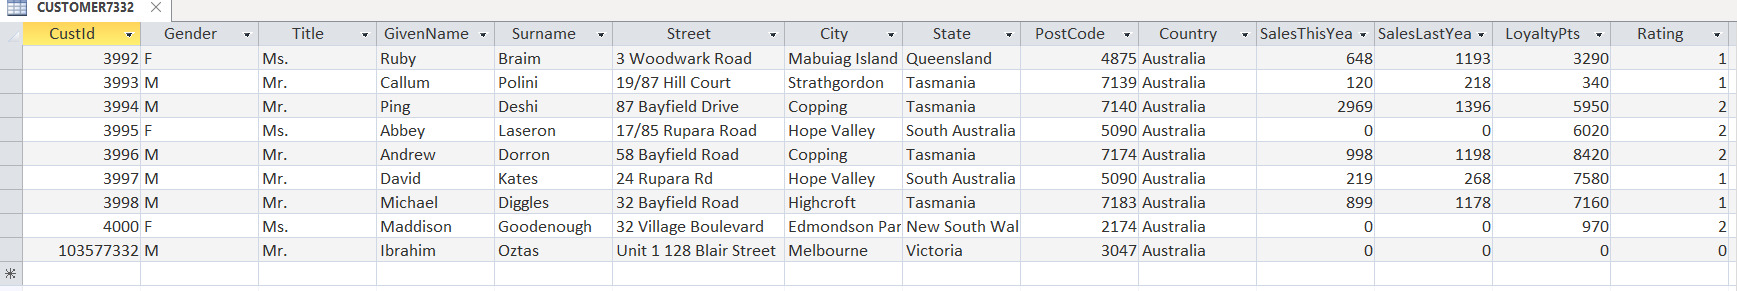 CUSTOMER7332
CustId Gender Title GivenName Surname Street City State PostCode Country SalesThisYea SalesLastYea LoyaltyPts Rating
3992 F Ms. Ruby Braim 3 Woodwark Road Mabuiag Island Queensland 4875 Australia 648 1193 3290 1
3993 M Mr. Callum Polini 19/87 Hill Court Strathgordon Tasmania 7139 Australia 120 218 340 1
3994 M Mr. Ping Deshi 87 Bayfield Drive Copping Tasmania 7140 Australia 2969 1396 5950 2
3995 F Ms. Abbey Laseron 17/85 Rupara Road Hope Valley South Australia 5090 Australia 0 0 6020 2
3996 M Mr. Andrew Dorron 58 Bayfield Road Copping Tasmania 7174 Australia 998 1198 8420 2
3997 M Mr. David Kates 24 Rupara Rd Hope Valley South Australia 5090 Australia 219 268 7580 1
3998 M Mr. Michael Diggles 32 Bayfield Road Highcroft Tasmania 7183 Australia 899 1178 7160 1
4000 F Ms. Maddison Goodenough 32 Village Boulevard Edmondson Par New South Wal 2174 Australia 0 0 970 2
103577332 M Mr. Ibrahim Oztas Unit 1 128 Blair Street Melbourne Victoria 3047 Australia 0 0 0 0